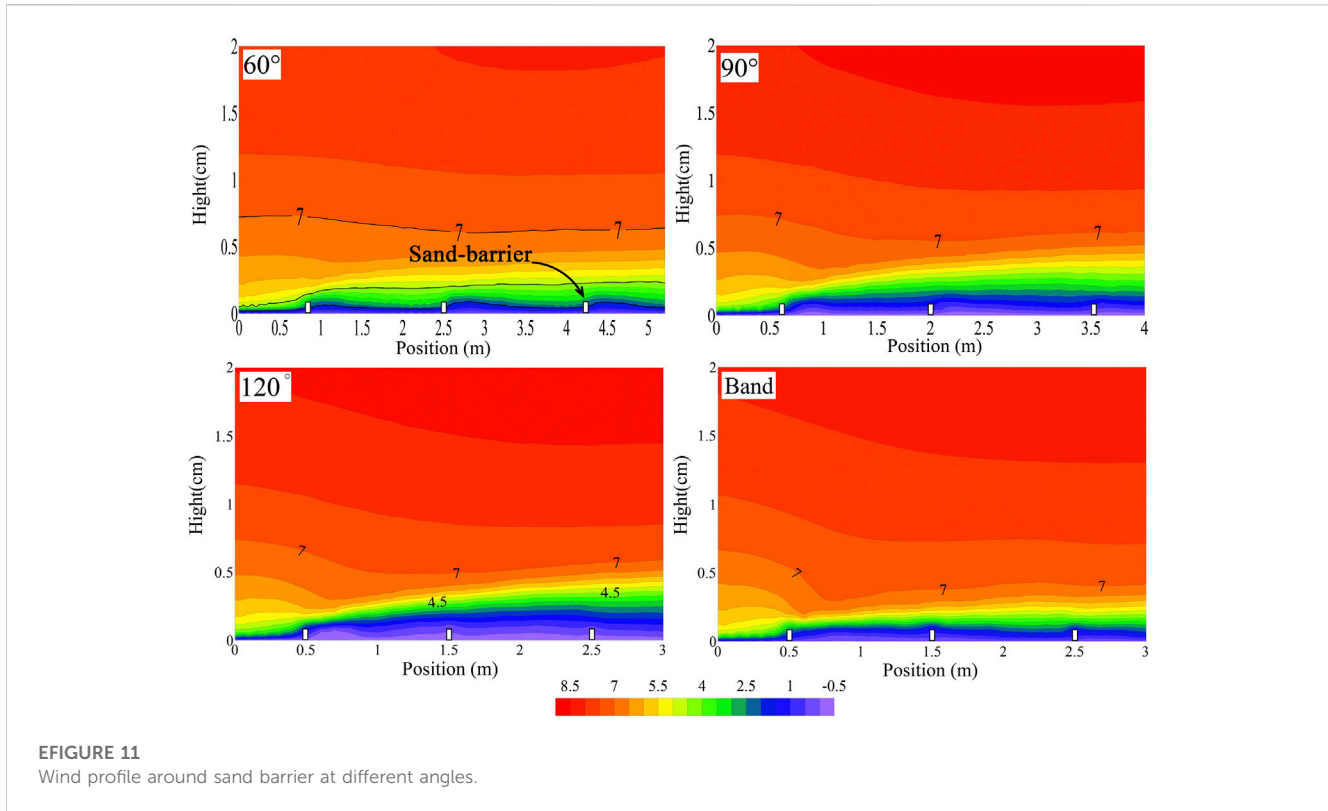 60°
2
1.5
1
0.5
0
Hight(cm)
7
7
7
Sand-barrier
0 0.5 1 1.5 2 2.5 3 3.5 4 4.5 5
Position (m)
90°
2
1.5
1
0.5
0
Hight(cm)
7
7
7
0 0.5 1 1.5 2 2.5 3 3.5 4
Position (m)
120°
2
1.5
1
0.5
0
Hight(cm)
7
7
7
4.5
4.5
0 0.5 1 1.5 2 2.5 3
Position (m)
Band
2
1.5
1
0.5
0
Hight(cm)
7
7
7
0 0.5 1 1.5 2 2.5 3
Position (m)
8.5 7 5.5 4 2.5 1 -0.5
EFIGURE 11
Wind profile around sand barrier at different angles.